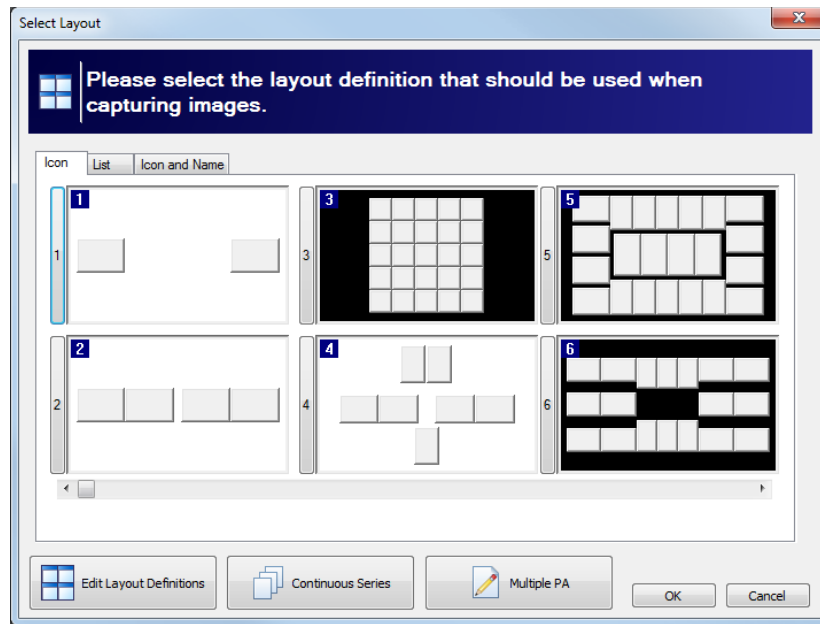 Select Layout
Please select the layout definition that should be used when
capturing images.
Icon List Icon and Name
1 1 3 3 5 5
2 2 4 4 6 6
Edit Layout Definitions Continuous Series Multiple PA OK Cancel